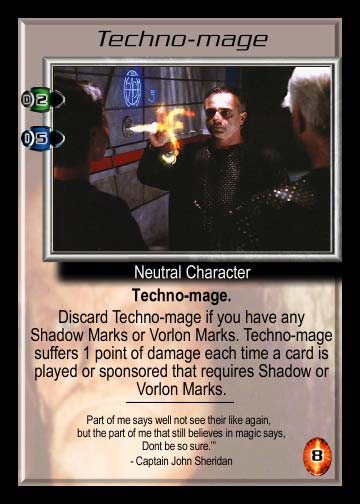 Techno-mage
D 2
I 5
Neutral Character
Techno-mage.
Discard Techno-mage if you have any
Shadow Marks or Vorlon Marks. Techno-mage
suffers 1 point of damage each time a card is
played or sponsored that requires Shadow or
Vorlon Marks.
Part of me says well not see their like again,
but the part of me that still believes in magic says,
Dont be so sure.'"
- Captain John Sheridan
8